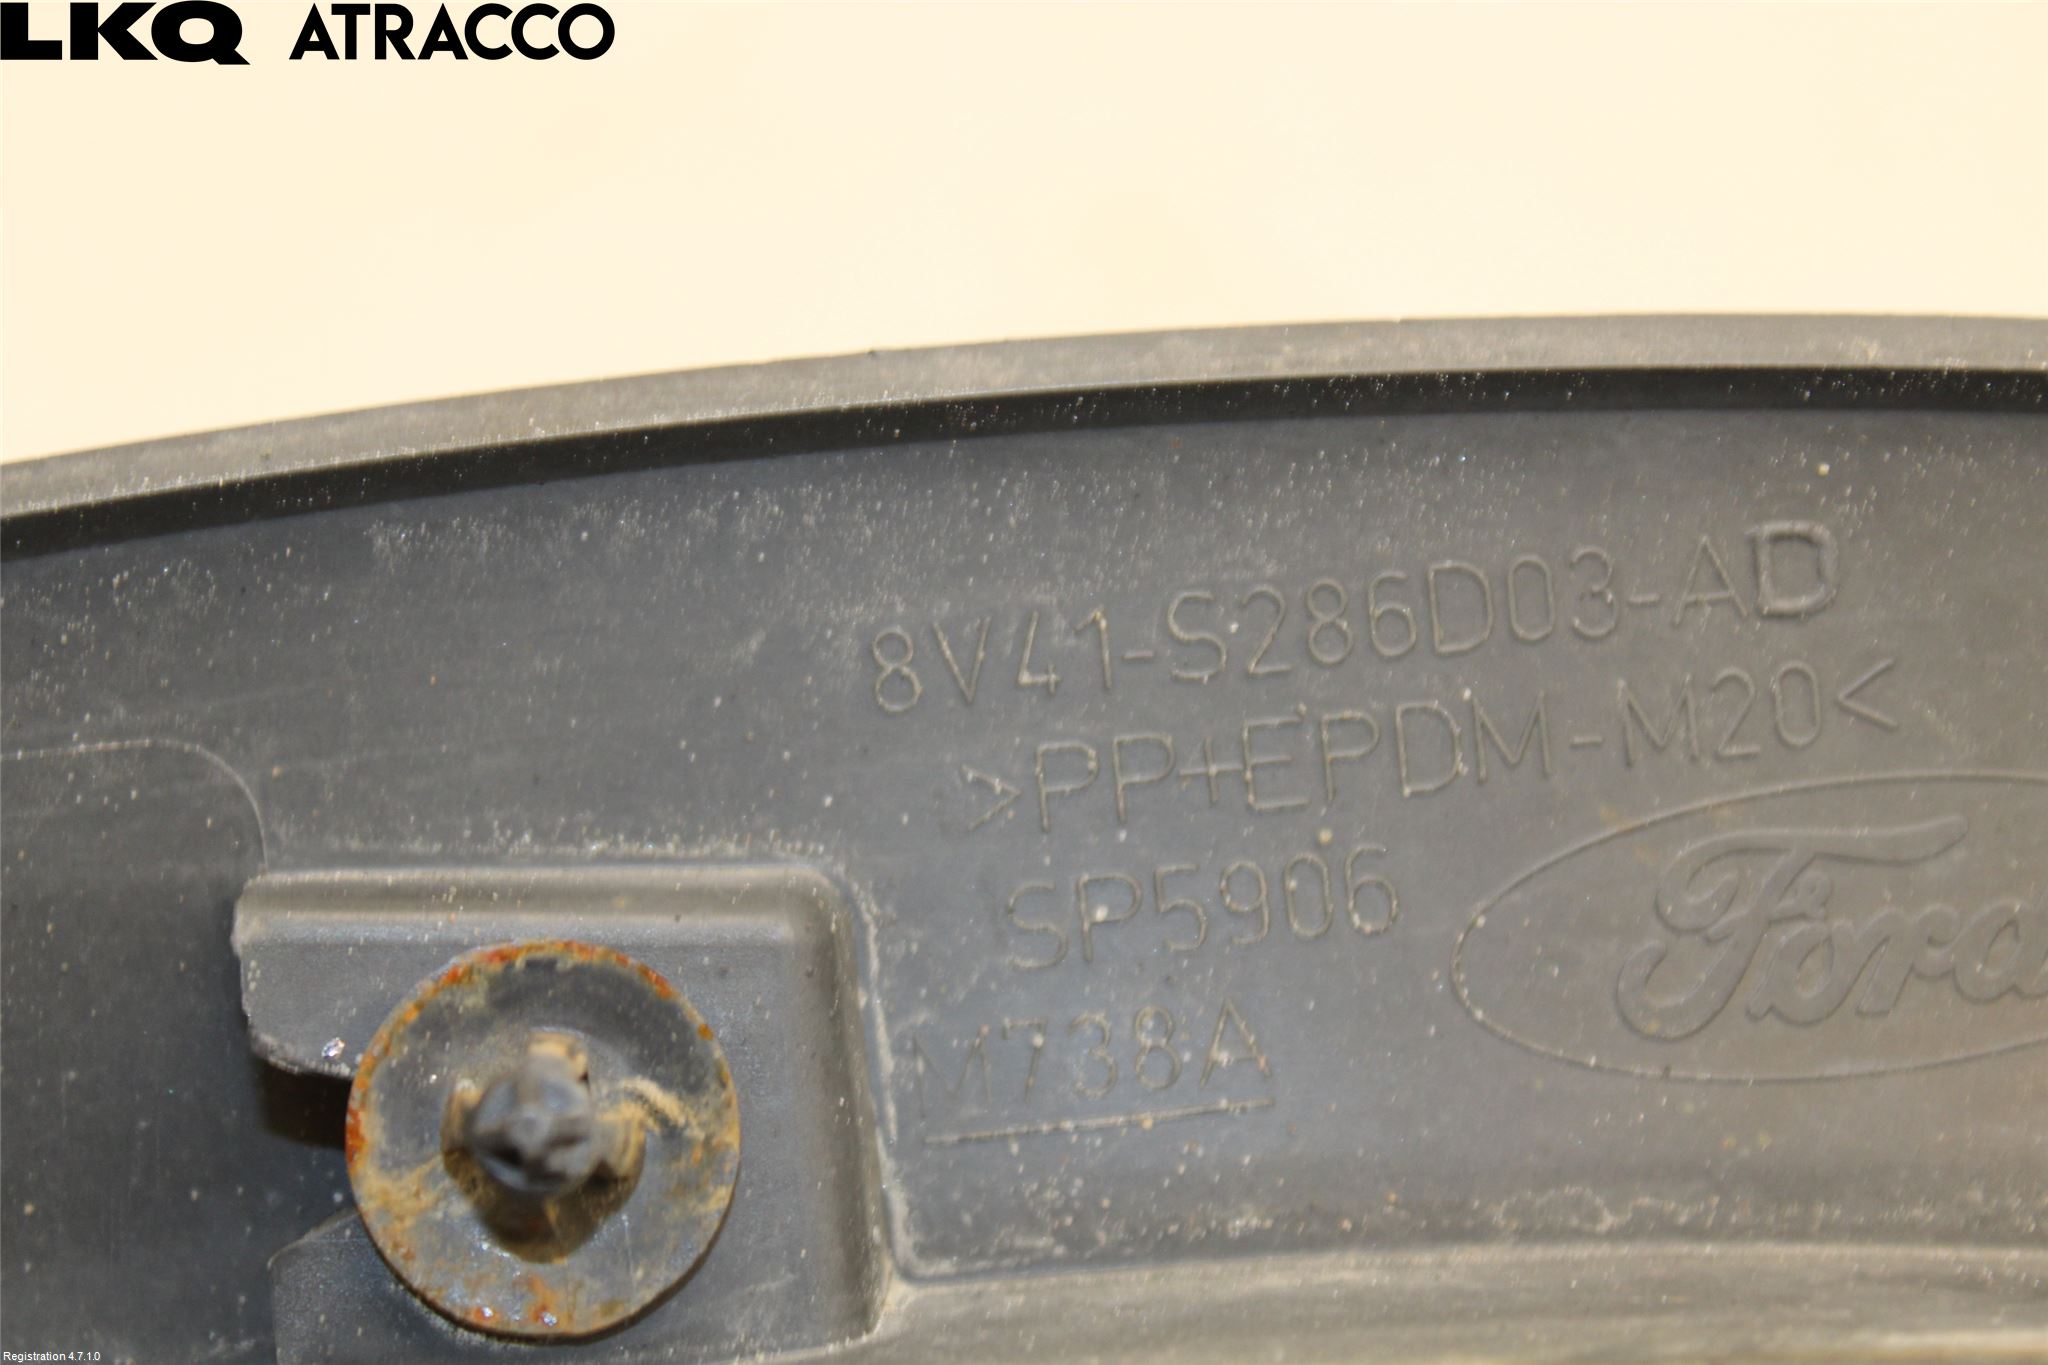 LKQ ATRACCO
8V41-S286D03-AD
>PP+EPDM-M20<
SP5906
M738A
Ford
Registration 4.7.1.0